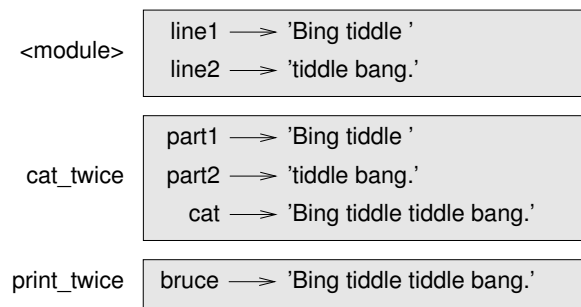 <module>
line1 'Bing tiddle ’
line2 ’tiddle bang.’
cat_twice
part1 ’Bing tiddle ’
part2 ’tiddle bang.’
cat ’Bing tiddle tiddle bang.’
print_twice
bruce ’Bing tiddle tiddle bang.’